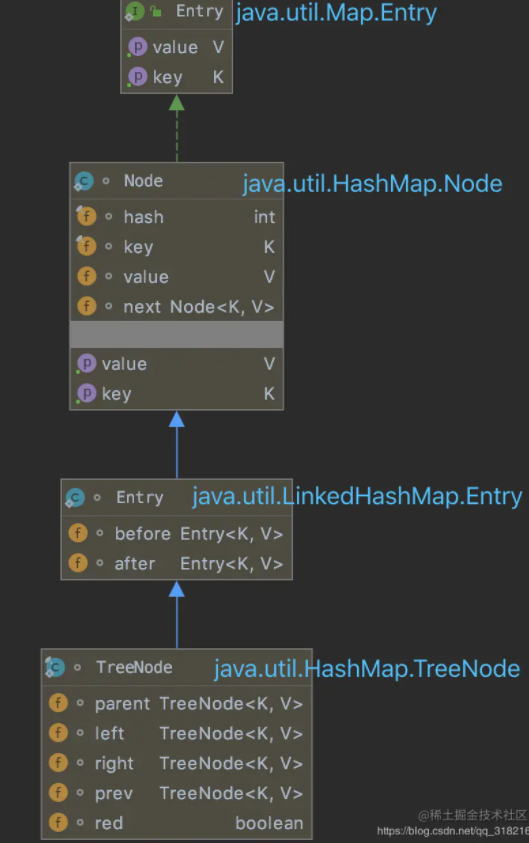 Entry java.util.Map.Entry
value V
key K
Node java.util.HashMap.Node
hash int
key K
value V
next Node<K, V>
value V
key K
Entry java.util.LinkedHashMap.Entry
before Entry<K, V>
after Entry<K, V>
TreeNode java.util.HashMap.TreeNode
parent TreeNode<K, V>
left TreeNode<K, V>
right TreeNode<K, V>
prev TreeNode<K, V>
red boolean
@稀土掘金技术社区
https://blog.csdn.net/qq_318216